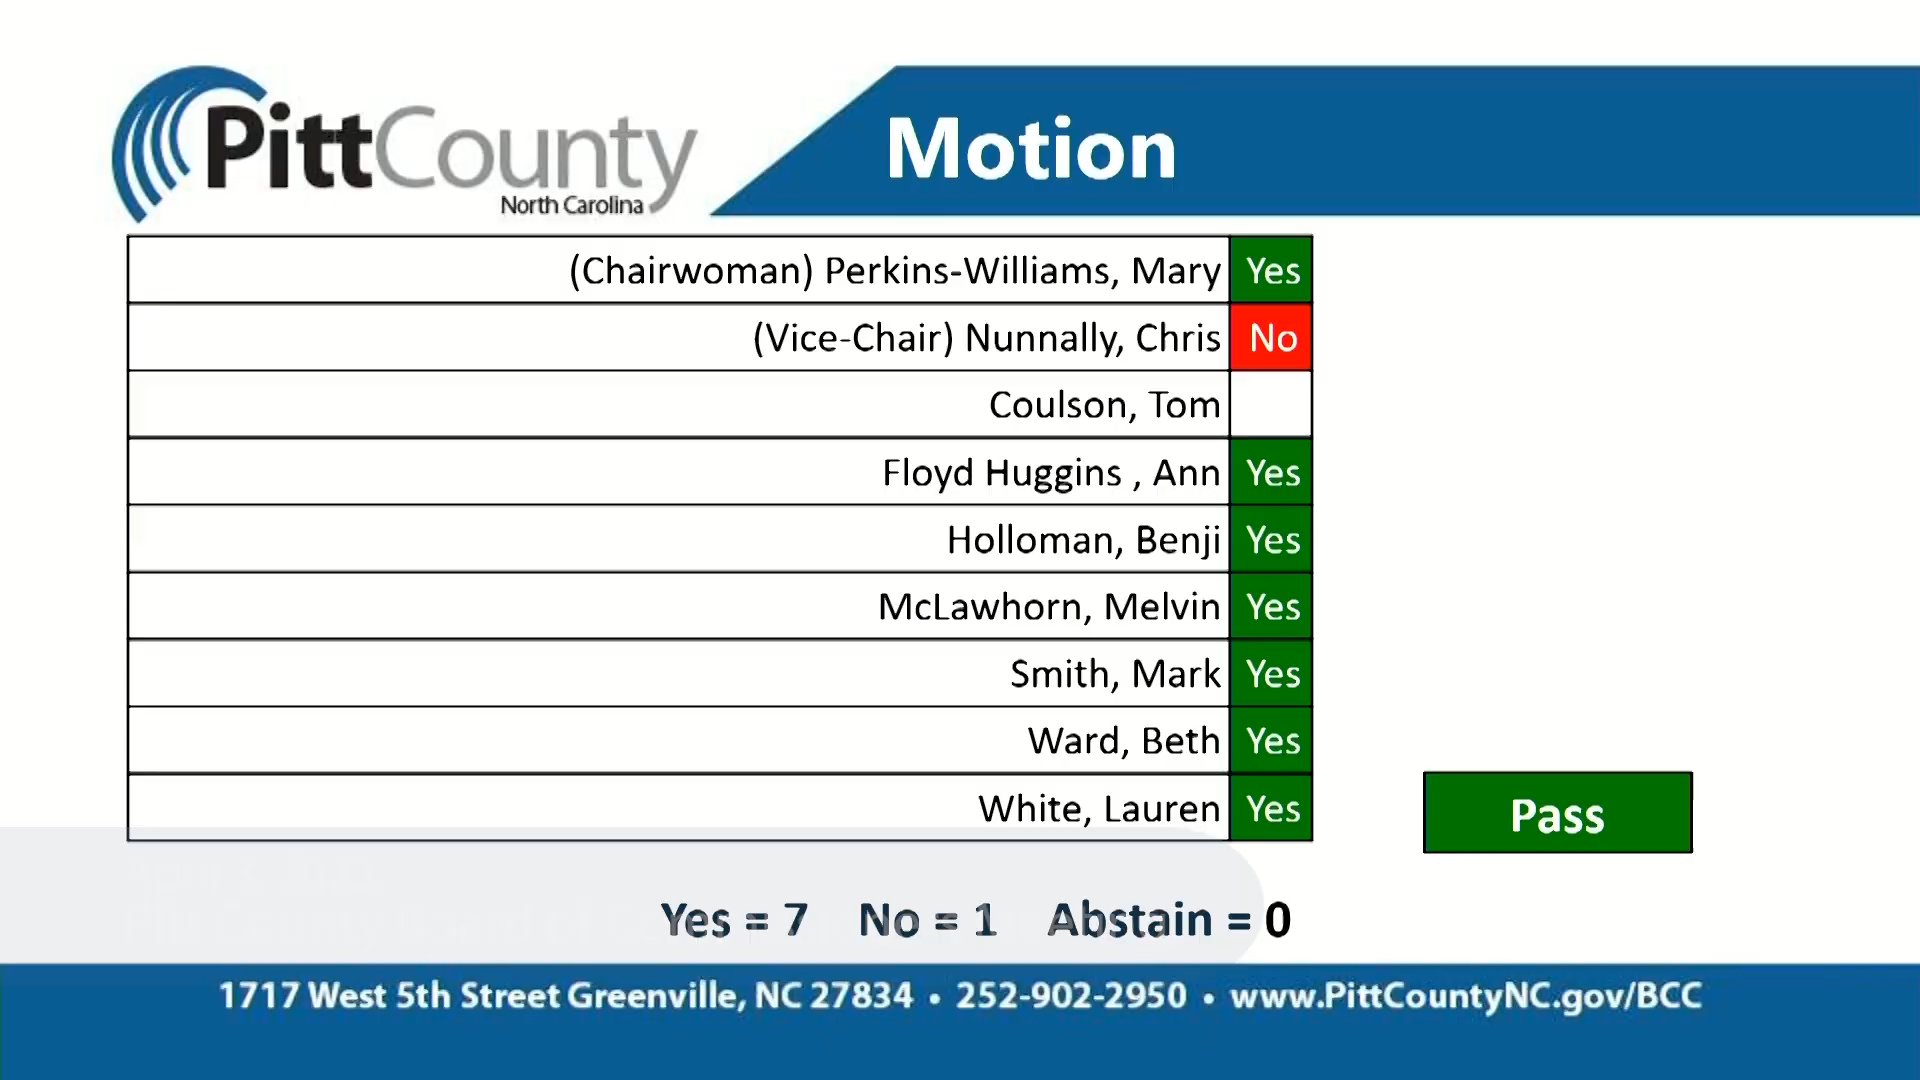 PittCounty
North Carolina
Motion
(Chairwoman) Perkins-Williams, Mary Yes
(Vice-Chair) Nunnally, Chris No
Coulson, Tom
Floyd Huggins , Ann Yes
Holloman, Benji Yes
McLawhorn, Melvin Yes
Smith, Mark Yes
Ward, Beth Yes
White, Lauren Yes
Pass
Yes = 7 No = 1 Abstain = 0
1717 West 5th Street Greenville, NC 27834 • 252-902-2950 • www.PittCountyNC.gov/BCC